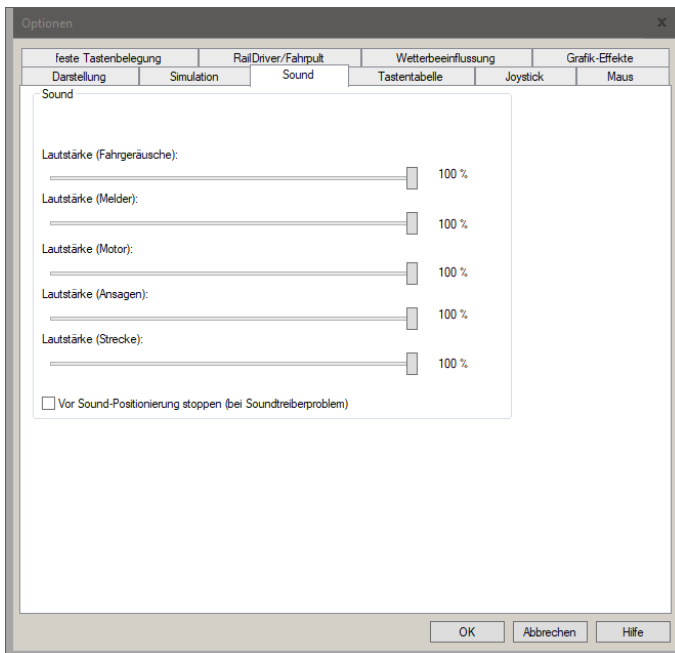 Optionen x
feste Tastenbelegung RailDriver/Fahrpult Wetterbeeinflussung Grafik-Effekte
Darstellung Simulation Sound Tastentabelle Joystick Maus
Sound
Lautstärke (Fahrgeräusche):
100 %
Lautstärke (Melder):
100 %
Lautstärke (Motor):
100 %
Lautstärke (Ansagen):
100 %
Lautstärke (Strecke):
100 %
Vor Sound-Positionierung stoppen (bei Soundtreiberproblem)
OK Abbrechen Hilfe